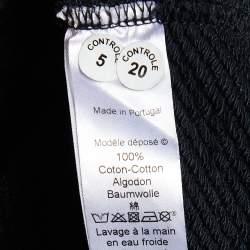 CONTROLE
5
CONTROLE
20
Made in Portugal
Modèle déposé ©
100%
Coton-Cotton
Algodon
Baumwolle
Lavage à la main
en eau froide